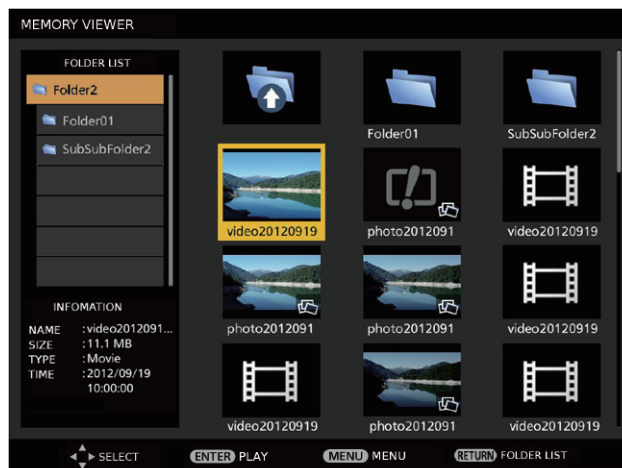 MEMORY VIEWER
FOLDER LIST
Folder2
Folder01
SubSubFolder2
Folder01
SubSubFolder2
video20120919
photo2012091
video20120919
photo2012091
photo2012091
video20120919
video20120919
photo2012091
video20120919
INFOMATION
NAME :video2012091...
SIZE :11.1 MB
TYPE :Movie
TIME :2012/09/19
10:00:00
SELECT ENTER PLAY MENU MENU RETURN FOLDER LIST